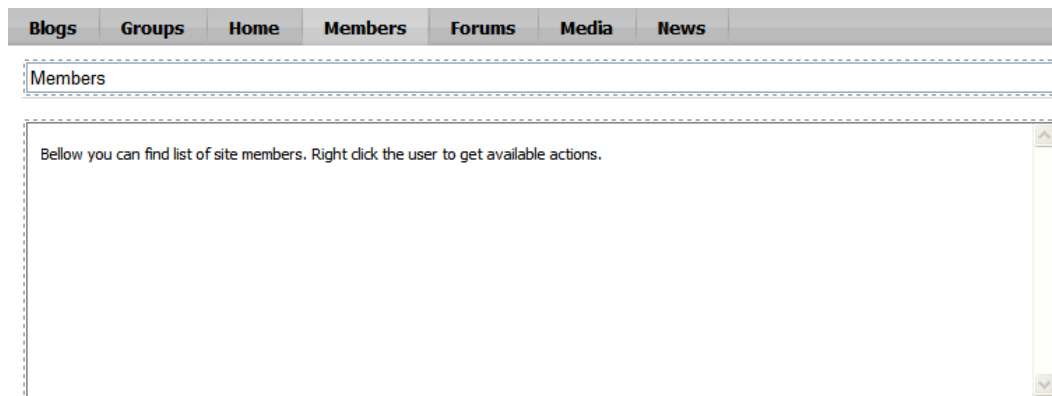 Blogs Groups Home Members Forums Media News
Members
Bellow you can find list of site members. Right click the user to get available actions.